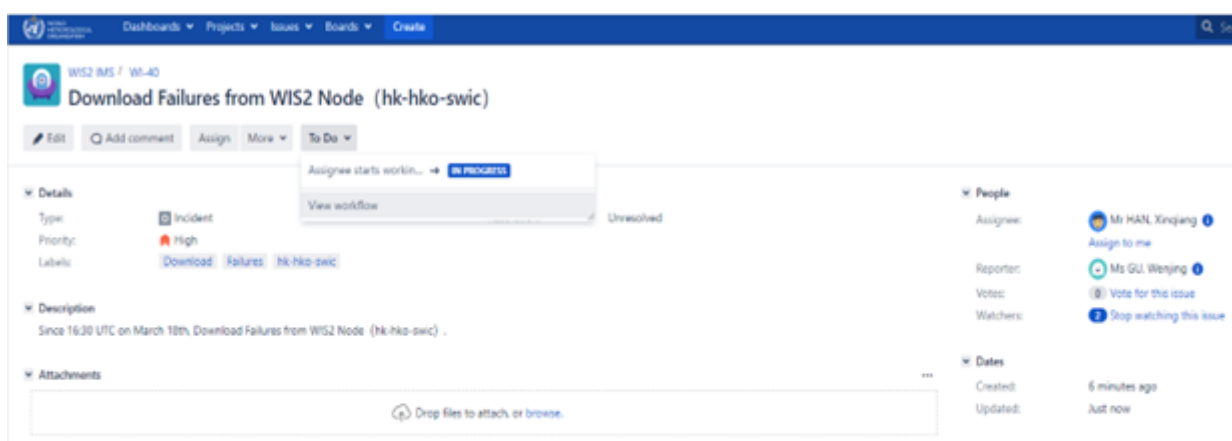 WORLD
METEOROLOGICAL
ORGANIZATION
Dashboards Projects Issues Boards Create
WIS2 IMS / WI-40
Download Failures from WIS2 Node (hk-hko-swic)
Edit Add comment Assign More To Do
Assignee starts workin... → IN PROGRESS
View workflow
Details
Type: Incident Unresolved
Priority: High
Labels: Download Failures hk-hko-swic
Description
Since 16:30 UTC on March 18th, Download Failures from WIS2 Node (hk-hko-swic) .
Attachments
Drop files to attach, or browse.
People
Assignee: Mr HAN, Xinqiang
Assign to me
Reporter: Ms GU, Wenjing
Votes: 0 Vote for this issue
Watchers: 2 Stop watching this issue
Dates
Created: 6 minutes ago
Updated: Just now